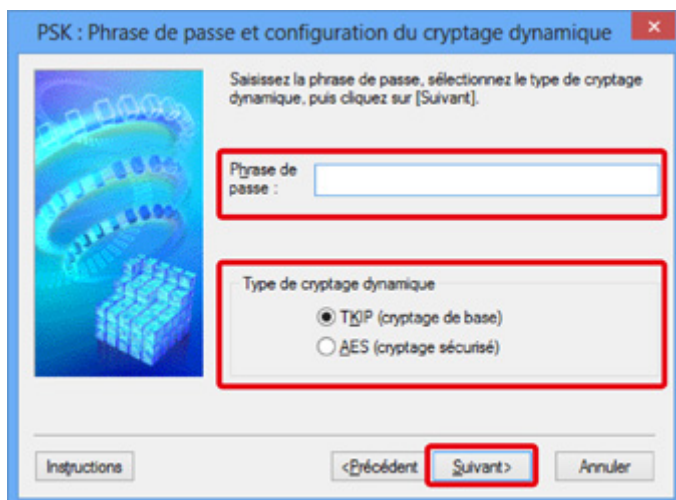 PSK : Phrase de passe et configuration du cryptage dynamique
Saisissez la phrase de passe, sélectionnez le type de cryptage
dynamique, puis cliquez sur [Suivant].
Phrase de
passe :
Type de cryptage dynamique
TKIP (cryptage de base)
AES (cryptage sécurisé)
Instructions
<Précédent
Suivant>
Annuler